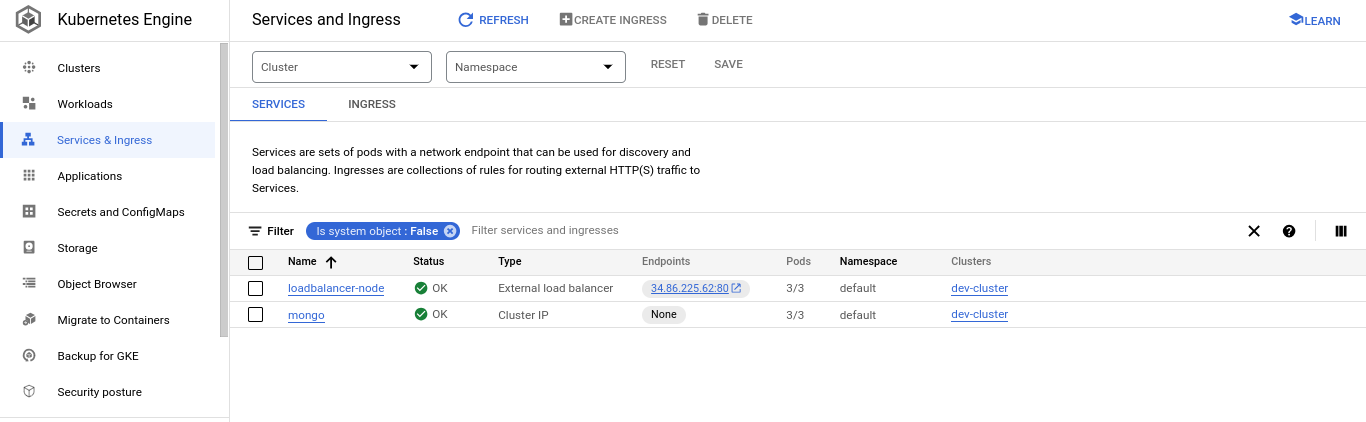 Kubernetes Engine
Services and Ingress
REFRESH
CREATE INGRESS
DELETE
LEARN
Clusters
Workloads
Services & Ingress
Applications
Secrets and ConfigMaps
Storage
Object Browser
Migrate to Containers
Backup for GKE
Security posture
Cluster
Namespace
RESET
SAVE
SERVICES
INGRESS
Services are sets of pods with a network endpoint that can be used for discovery and
load balancing. Ingresses are collections of rules for routing external HTTP(S) traffic to
Services.
Filter
Is system object : False
Filter services and ingresses
Name Status Type Endpoints Pods Namespace Clusters
loadbalancer-node OK External load balancer 34.86.225.62:80 3/3 default dev-cluster
mongo OK Cluster IP None 3/3 default dev-cluster